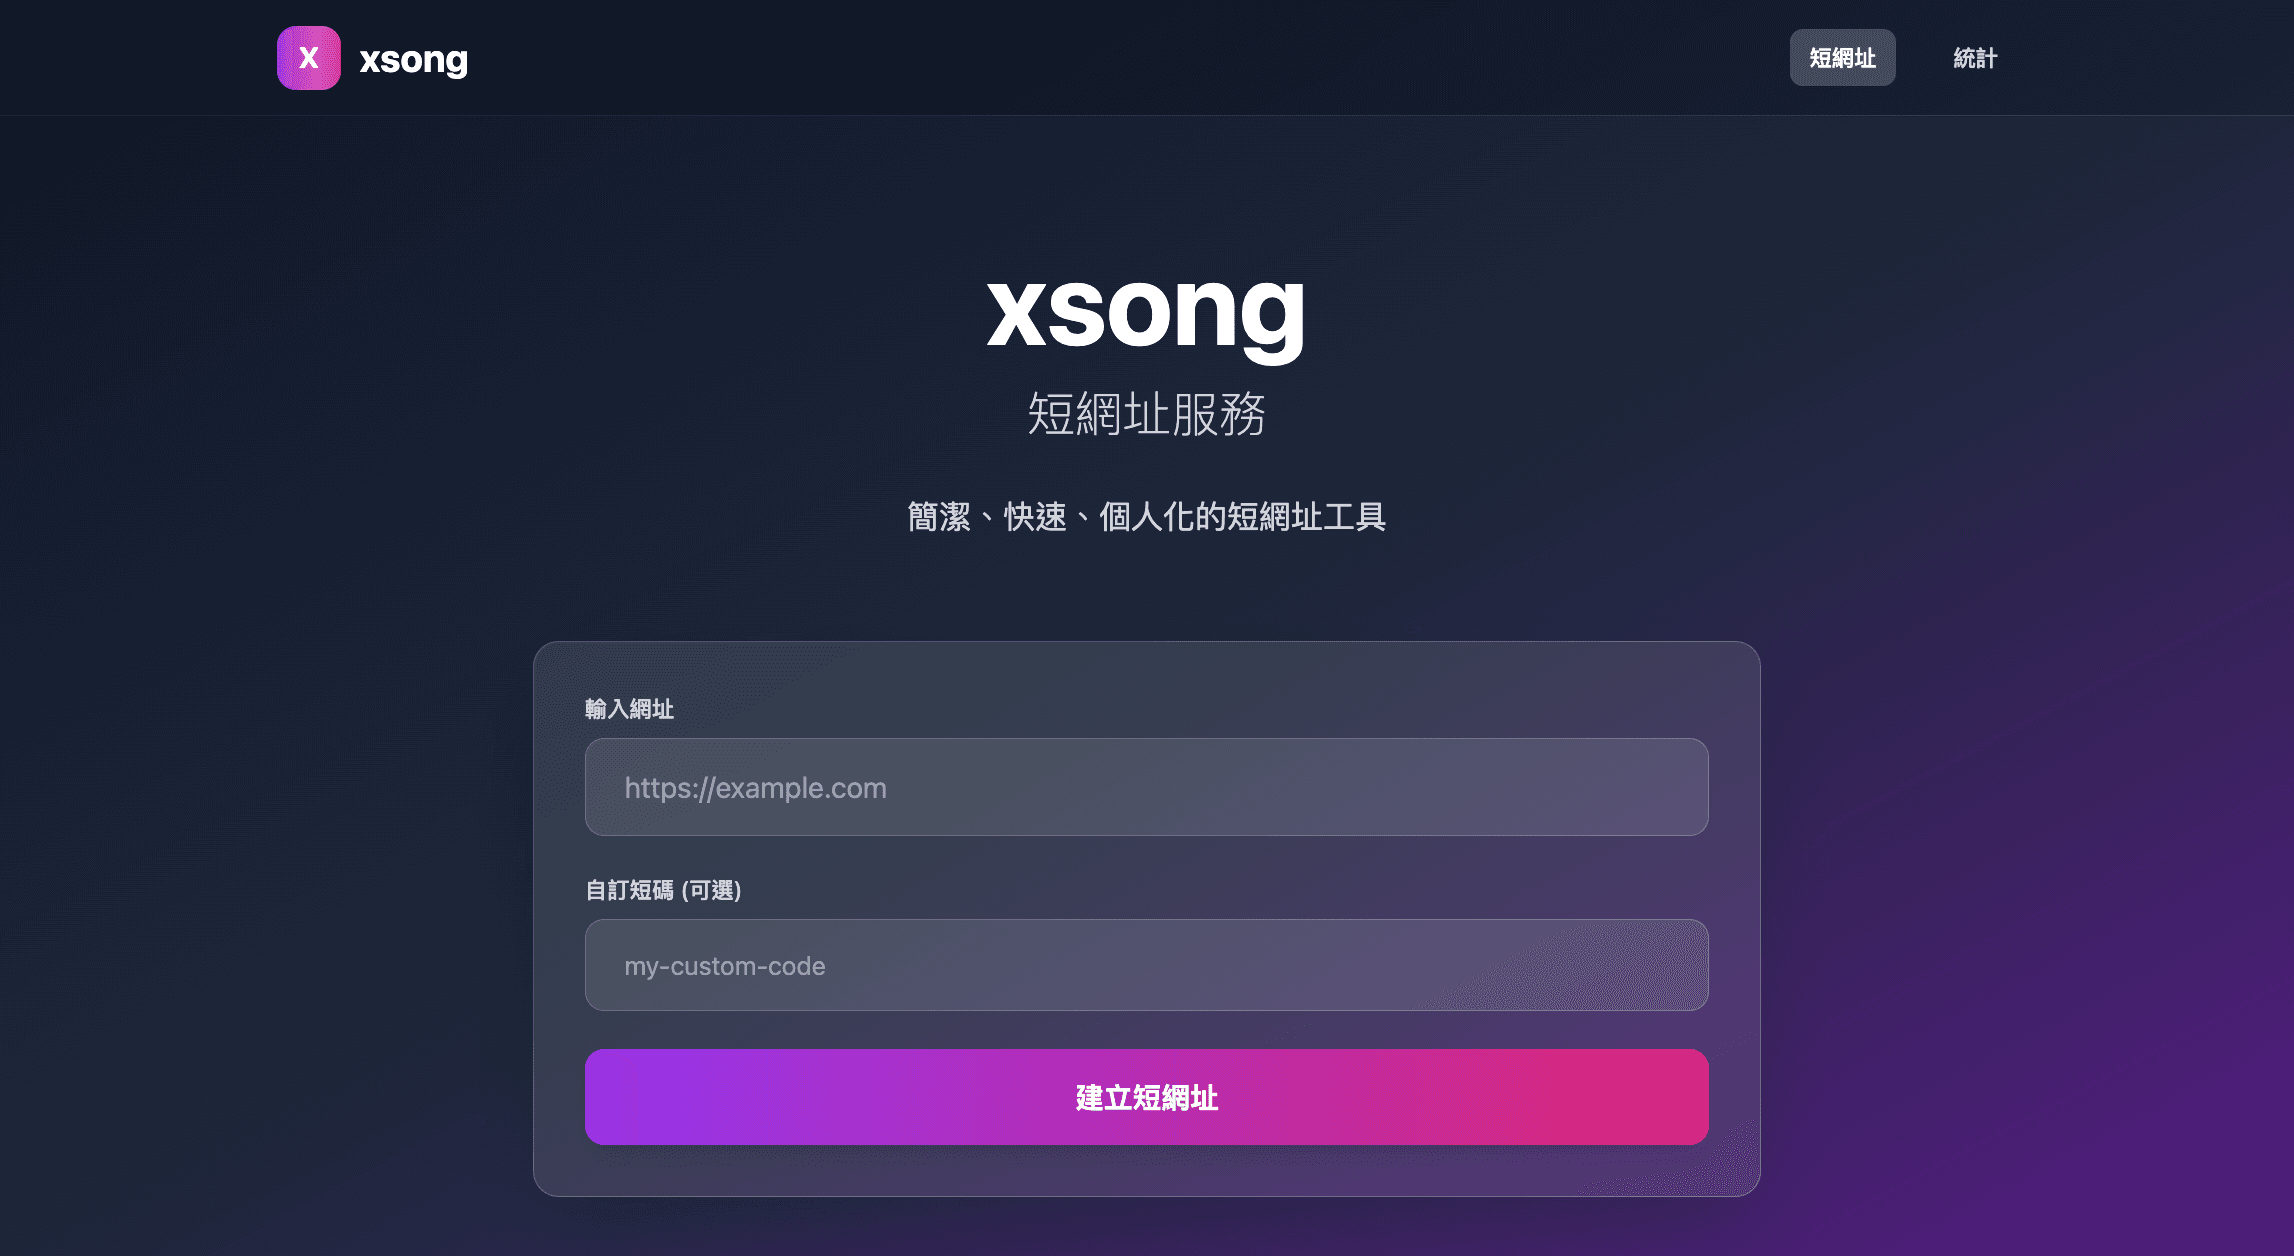 X xsong
短網址 統計
xsong
短網址服務
簡潔、快速、個人化的短網址工具
輸入網址
https://example.com
自訂短碼 (可選)
my-custom-code
建立短網址